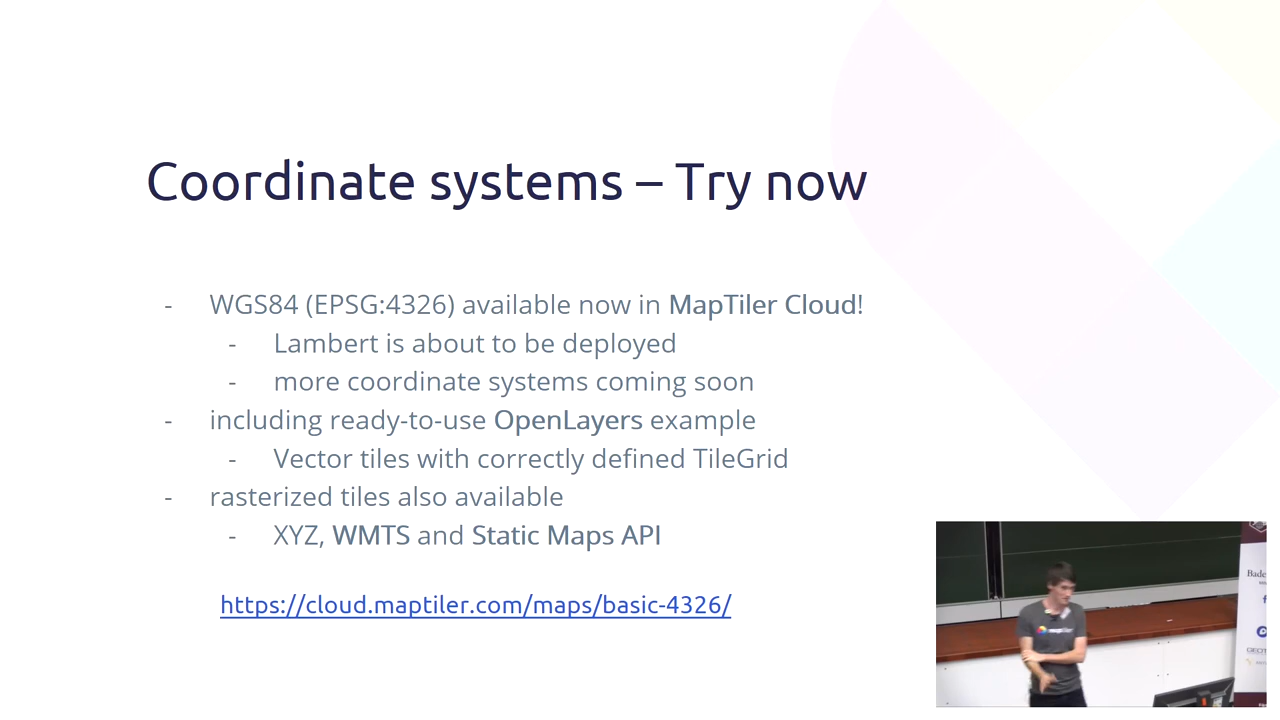 Coordinate systems – Try now
- WGS84 (EPSG:4326) available now in MapTiler Cloud!
- Lambert is about to be deployed
- more coordinate systems coming soon
- including ready-to-use OpenLayers example
- Vector tiles with correctly defined TileGrid
- rasterized tiles also available
- XYZ, WMTS and Static Maps API
https://cloud.maptiler.com/maps/basic-4326/
maptiler